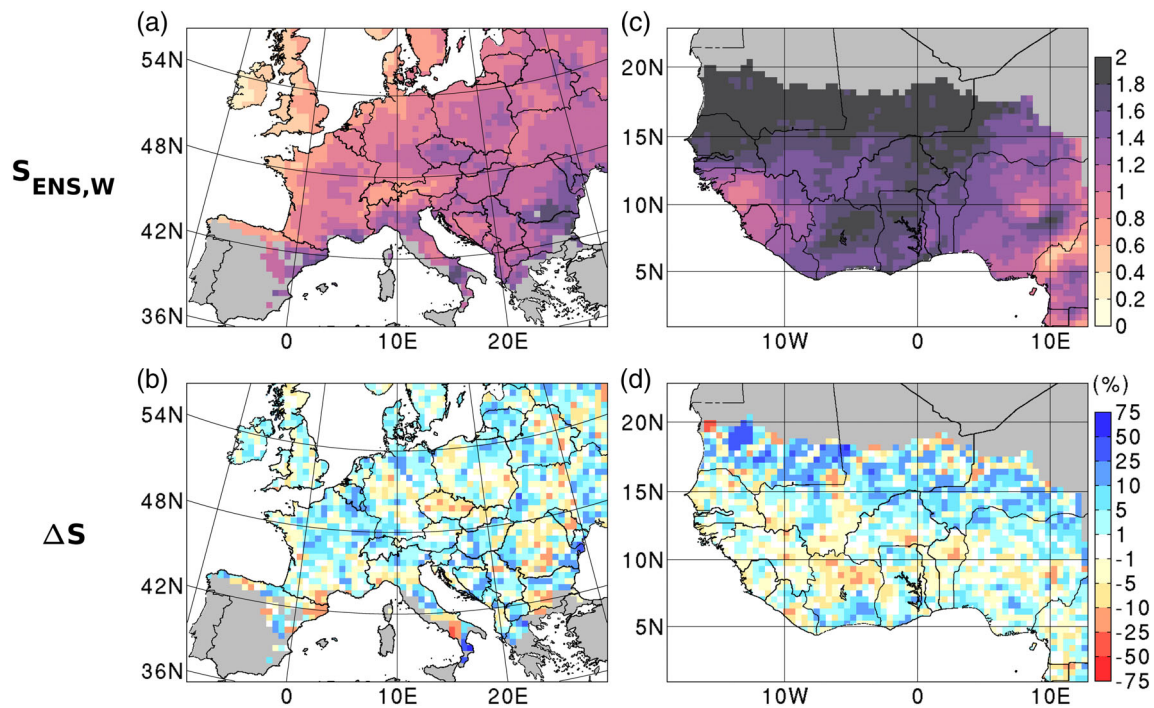 (a)
(c)
54N
48N
42N
36N
0
10E
20E
20N
15N
10N
5N
10W
0
10E
2
1.8
1.6
1.4
1.2
1
0.8
0.6
0.4
0.2
0
S_ENS,W
(b)
(d)
(%)
54N
48N
42N
36N
0
10E
20E
20N
15N
10N
5N
10W
0
10E
75
50
25
10
5
1
-1
-5
-10
-25
-50
-75
ΔS